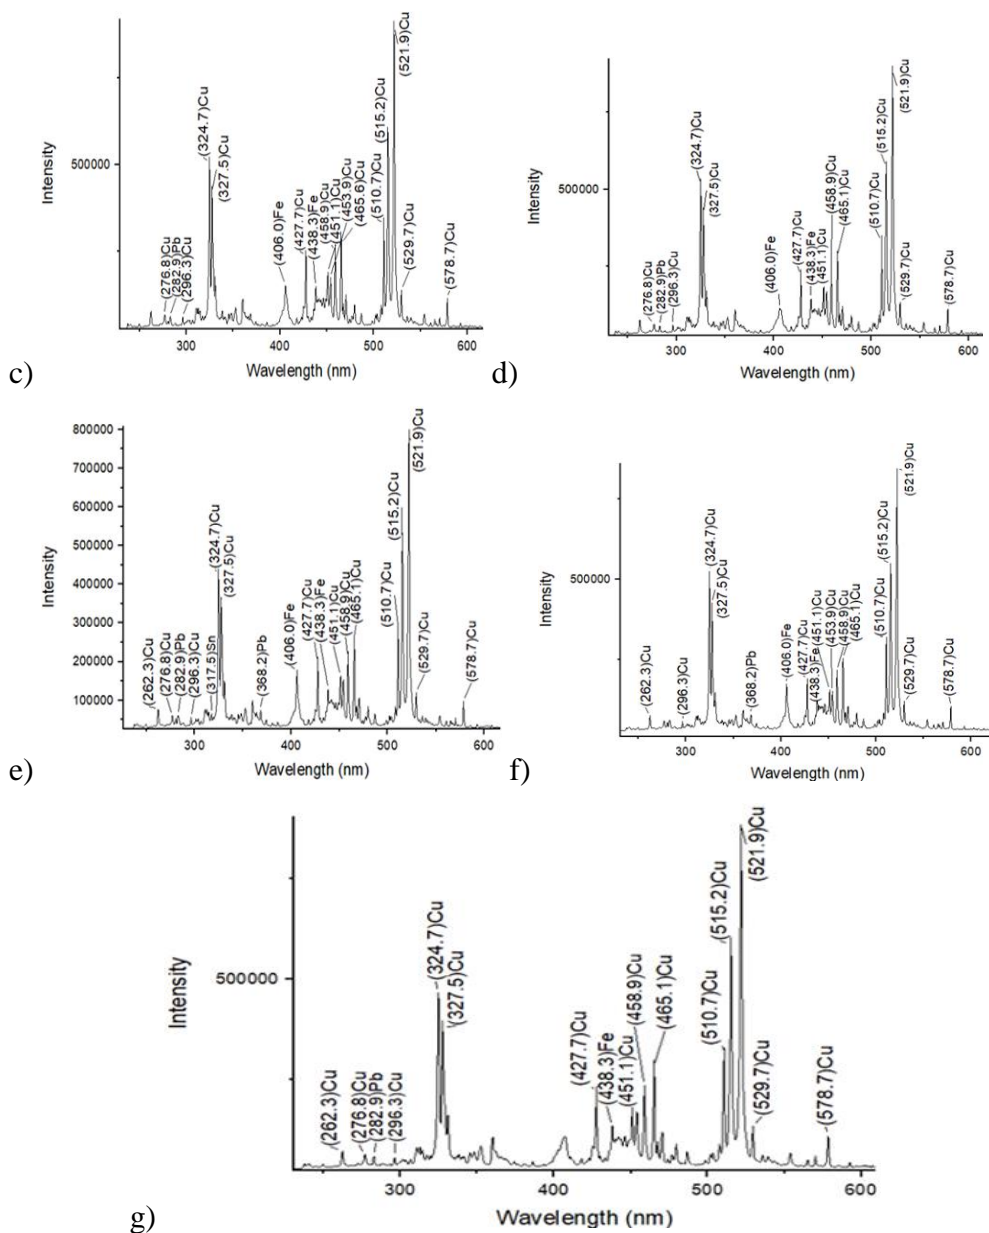 (324.7)Cu
(327.5)Cu
(276.8)Cu
(282.9)Pb
(296.3)Cu
(406.0)Fe
(427.7)Cu
(438.3)Fe
(458.9)Cu
(451.1)Cu
(453.9)Cu
(465.6)Cu
(510.7)Cu
(515.2)Cu
(521.9)Cu
(529.7)Cu
(578.7)Cu
500000
Intensity
300 400 500 600
Wavelength (nm)
c)
(324.7)Cu
(327.5)Cu
(276.8)Cu
(282.9)Pb
(296.3)Cu
(406.0)Fe
(427.7)Cu
(438.3)Fe
(451.1)Cu
(458.9)Cu
(465.1)Cu
(510.7)Cu
(515.2)Cu
(521.9)Cu
(529.7)Cu
(578.7)Cu
500000
Intensity
300 400 500 600
Wavelength (nm)
d)
800000
700000
600000
500000
400000
300000
200000
100000
Intensity
(262.3)Cu
(276.8)Cu
(282.9)Pb
(296.3)Cu
(317.5)Sn
(324.7)Cu
(327.5)Cu
(368.2)Pb
(406.0)Fe
(427.7)Cu
(438.3)Fe
(451.1)Cu
(458.9)Cu
(465.1)Cu
(510.7)Cu
(515.2)Cu
(521.9)Cu
(529.7)Cu
(578.7)Cu
300 400 500 600
Wavelength (nm)
e)
500000
Intensity
(262.3)Cu
(296.3)Cu
(324.7)Cu
(327.5)Cu
(368.2)Pb
(406.0)Fe
(427.7)Cu
(438.3)Fe
(451.1)Cu
(453.9)Cu
(458.9)Cu
(465.1)Cu
(510.7)Cu
(515.2)Cu
(521.9)Cu
(529.7)Cu
(578.7)Cu
300 400 500 600
Wavelength (nm)
f)
500000
Intensity
(262.3)Cu
(276.8)Cu
(282.9)Pb
(296.3)Cu
(324.7)Cu
(327.5)Cu
(427.7)Cu
(438.3)Fe
(451.1)Cu
(458.9)Cu
(465.1)Cu
(510.7)Cu
(515.2)Cu
(521.9)Cu
(529.7)Cu
(578.7)Cu
300 400 500 600
Wavelength (nm)
g)